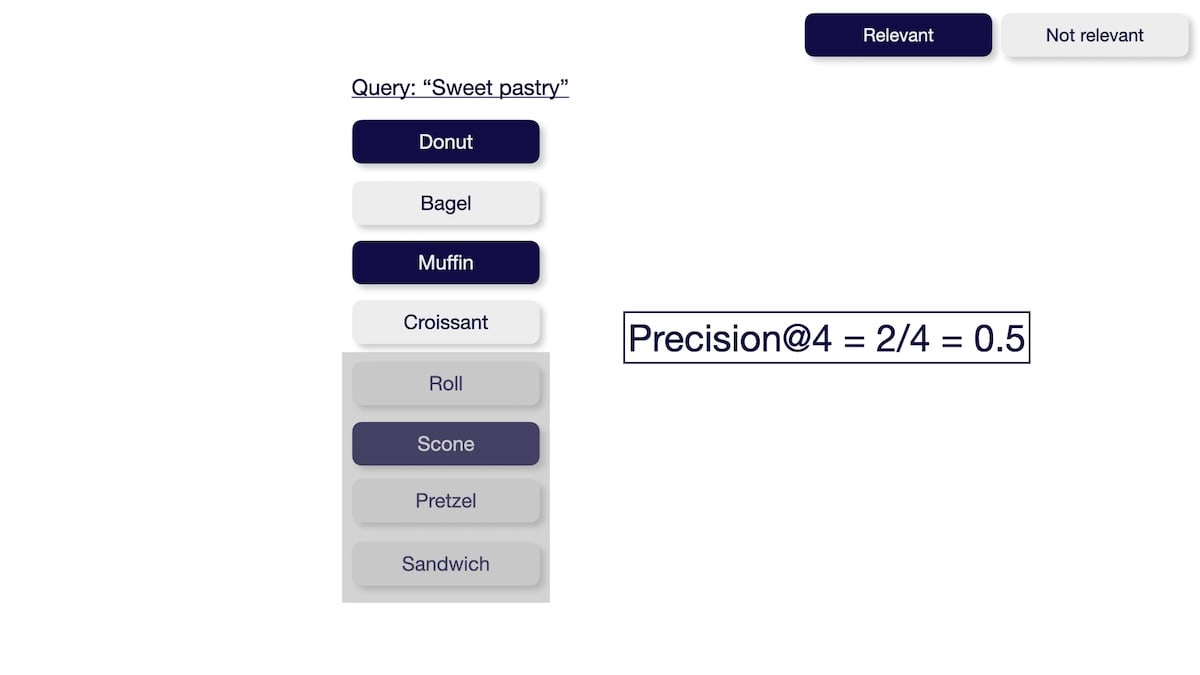 Relevant
Not relevant
Query: “Sweet pastry”
Donut
Bagel
Muffin
Croissant
Precision@4 = 2/4 = 0.5
Roll
Scone
Pretzel
Sandwich